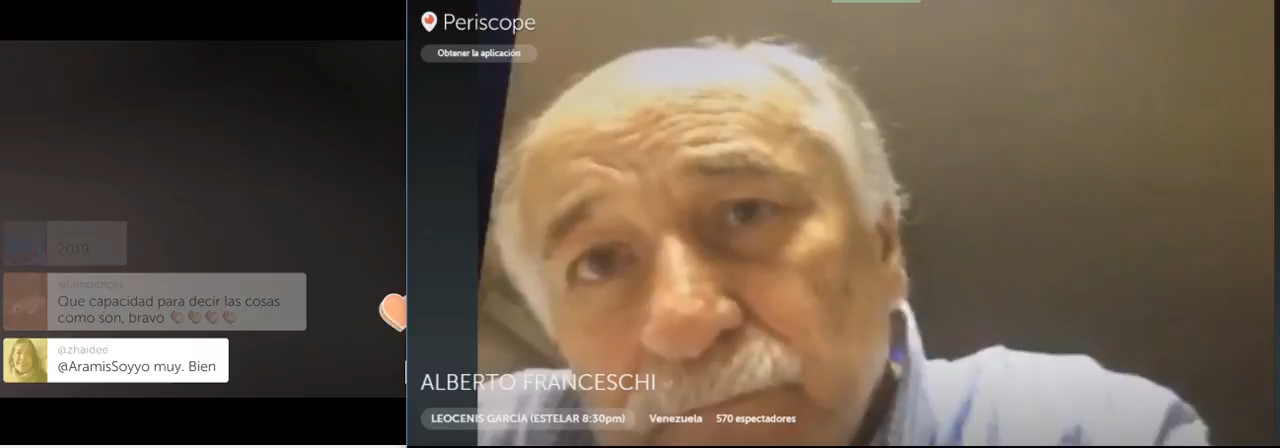 2019
@lamochchi
Que capacidad para decir las cosas
como son, bravo
@zhaidee
@AramisSoyyo muy. Bien
Periscope
Obtener la aplicación
ALBERTO FRANCESCHI
LEOCENIS GARCÍA (ESTELAR 8:30pm)
Venezuela
570 espectadores